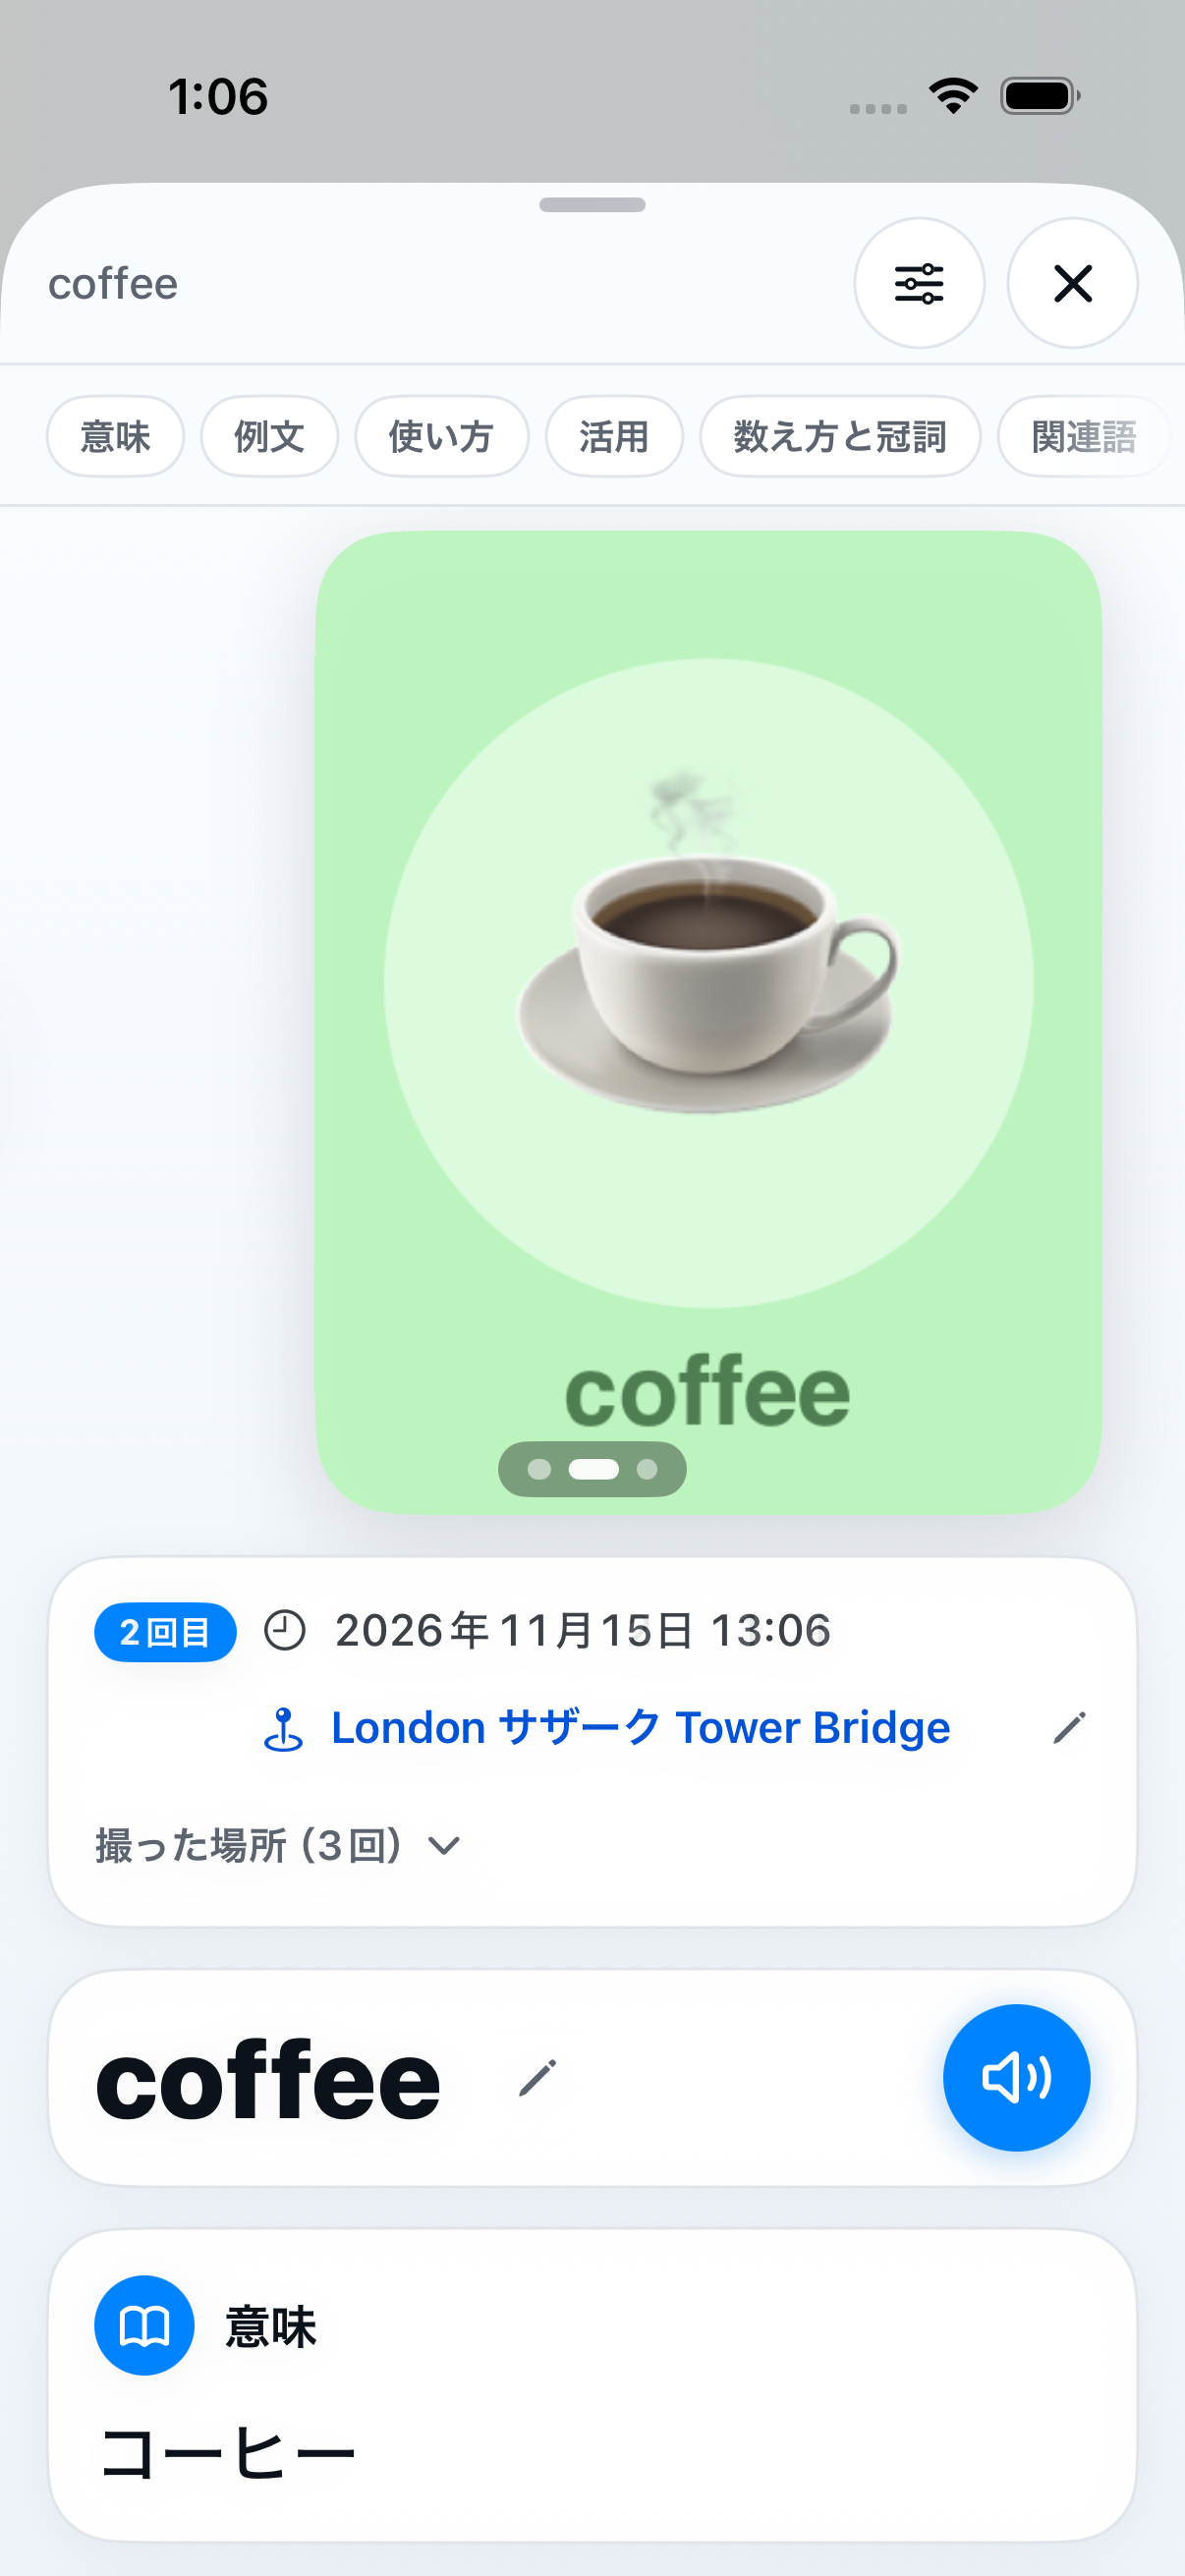 1:06
coffee
意味
例文
使い方
活用
数え方と冠詞
関連語
coffee
2回目
2026年11月15日 13:06
London サザーク Tower Bridge
撮った場所（3回）
coffee
意味
コーヒー